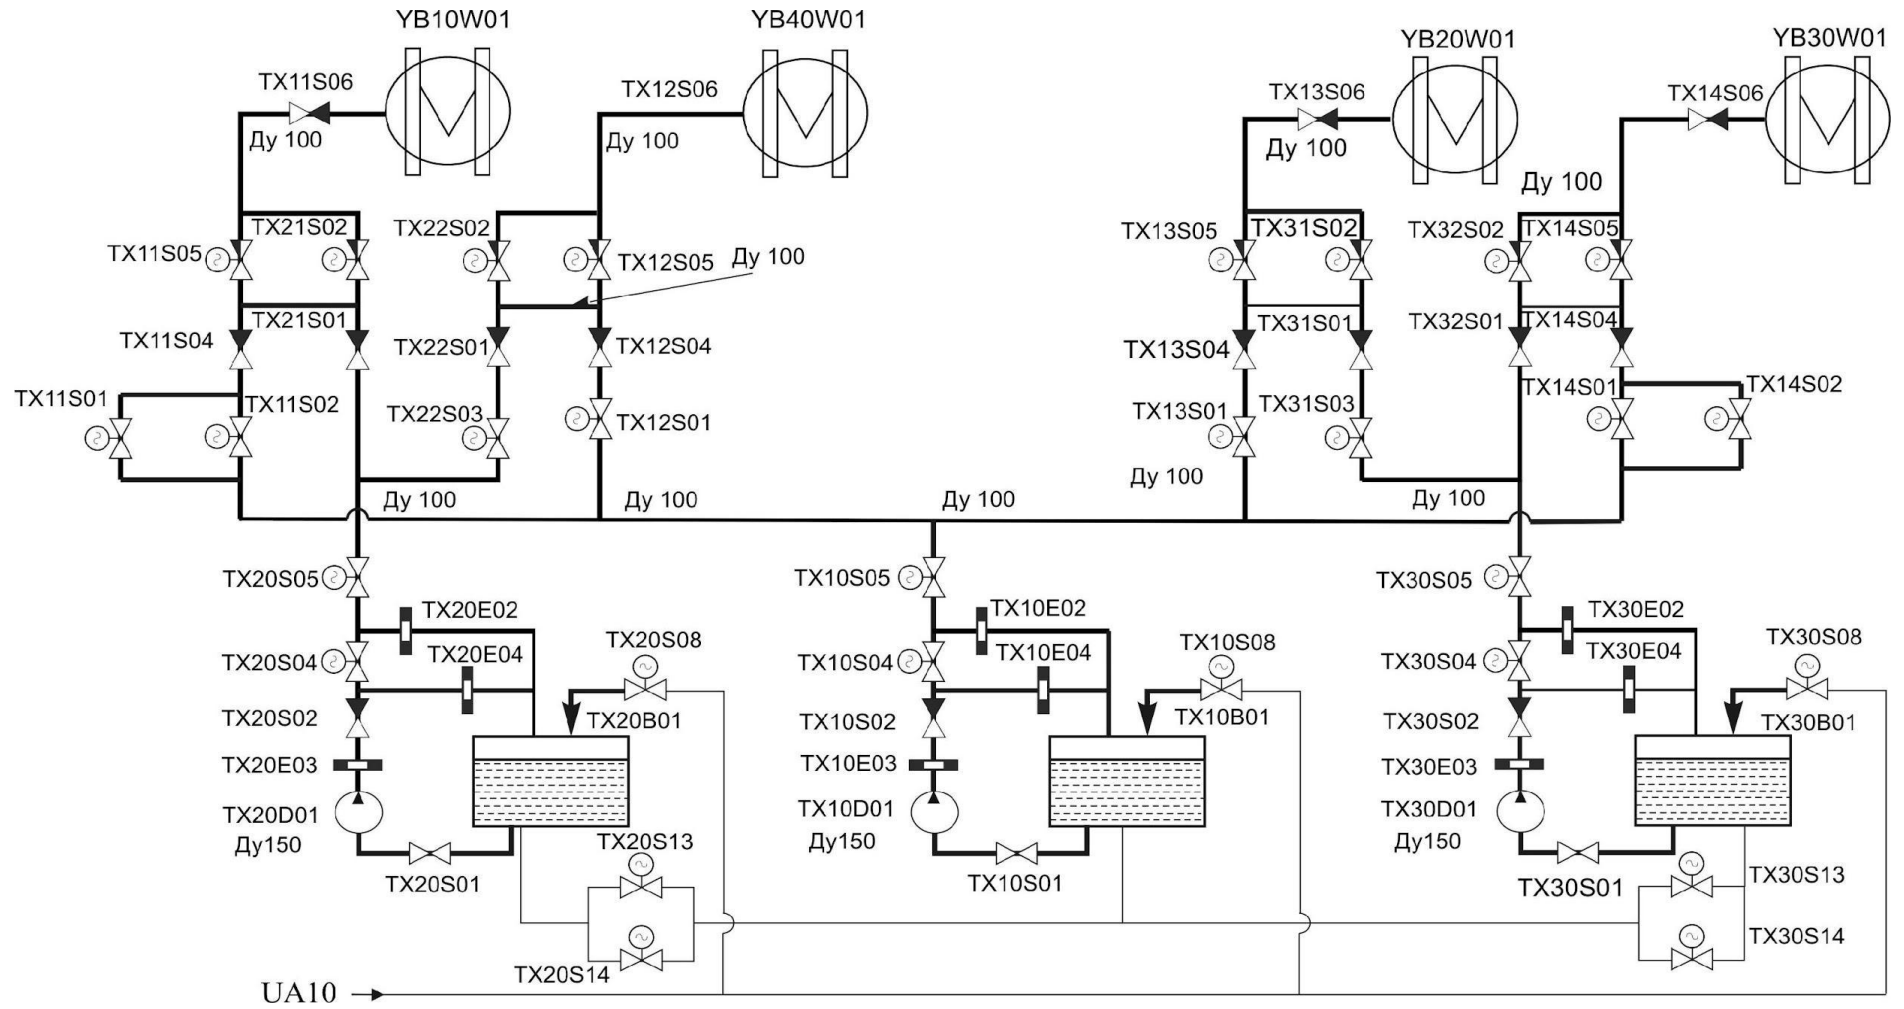 YB10W01
YB40W01
YB20W01
YB30W01
TX11S06
TX12S06
TX13S06
TX14S06
Ду 100
Ду 100
Ду 100
Ду 100
TX11S05
TX21S02
TX22S02
TX12S05
Ду 100
TX13S05
TX31S02
TX32S02
TX14S05
TX11S04
TX21S01
TX22S01
TX12S04
TX13S04
TX31S01
TX32S01
TX14S04
TX11S01
TX11S02
TX22S03
TX12S01
TX13S01
TX31S03
TX14S01
TX14S02
Ду 100
Ду 100
Ду 100
Ду 100
Ду 100
TX20S05
TX10S05
TX30S05
TX20E02
TX10E02
TX30E02
TX20S04
TX20E04
TX20S08
TX10S04
TX10E04
TX10S08
TX30S04
TX30E04
TX30S08
TX20S02
TX20B01
TX10S02
TX10B01
TX30S02
TX30B01
TX20E03
TX10E03
TX30E03
TX20D01
TX10D01
TX30D01
Ду150
TX20S13
Ду150
Ду150
TX20S01
TX10S01
TX30S01
TX30S13
TX20S14
TX30S14
UA10